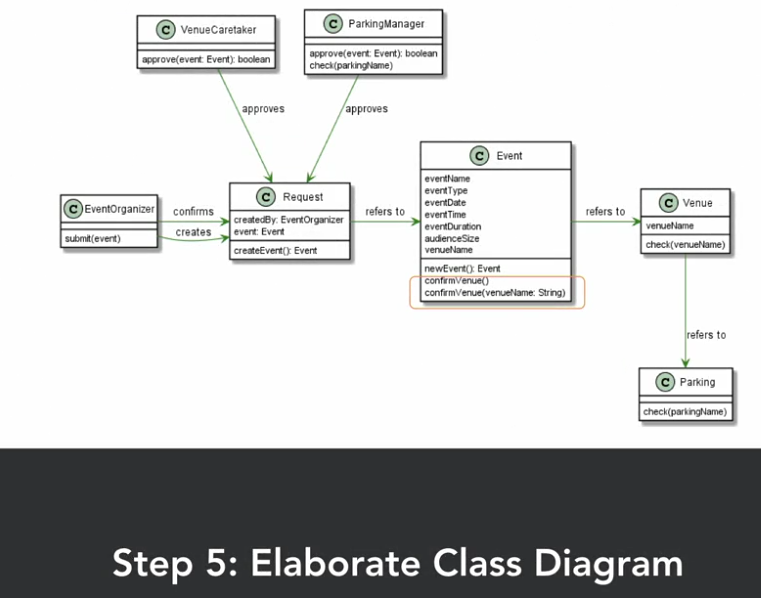 C VenueCaretaker
approve(event: Event): boolean
C ParkingManager
approve(event: Event): boolean
check(parkingName)
approves
approves
C EventOrganizer
submit(event)
confirms
creates
C Request
createdBy: EventOrganizer
event: Event
createEvent(): Event
refers to
C Event
eventName
eventType
eventDate
eventTime
eventDuration
audienceSize
venueName
newEvent(): Event
confirmVenue()
confirmVenue(venueName: String)
refers to
C Venue
venueName
check(venueName)
refers to
C Parking
check(parkingName)
Step 5: Elaborate Class Diagram